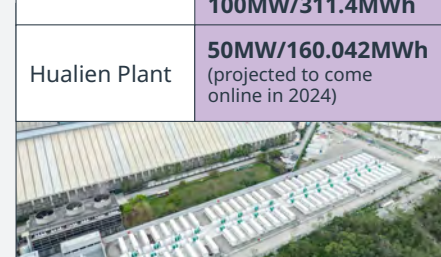 100MW/311.4MWh
Hualien Plant
50MW/160.042MWh
(projected to come
online in 2024)